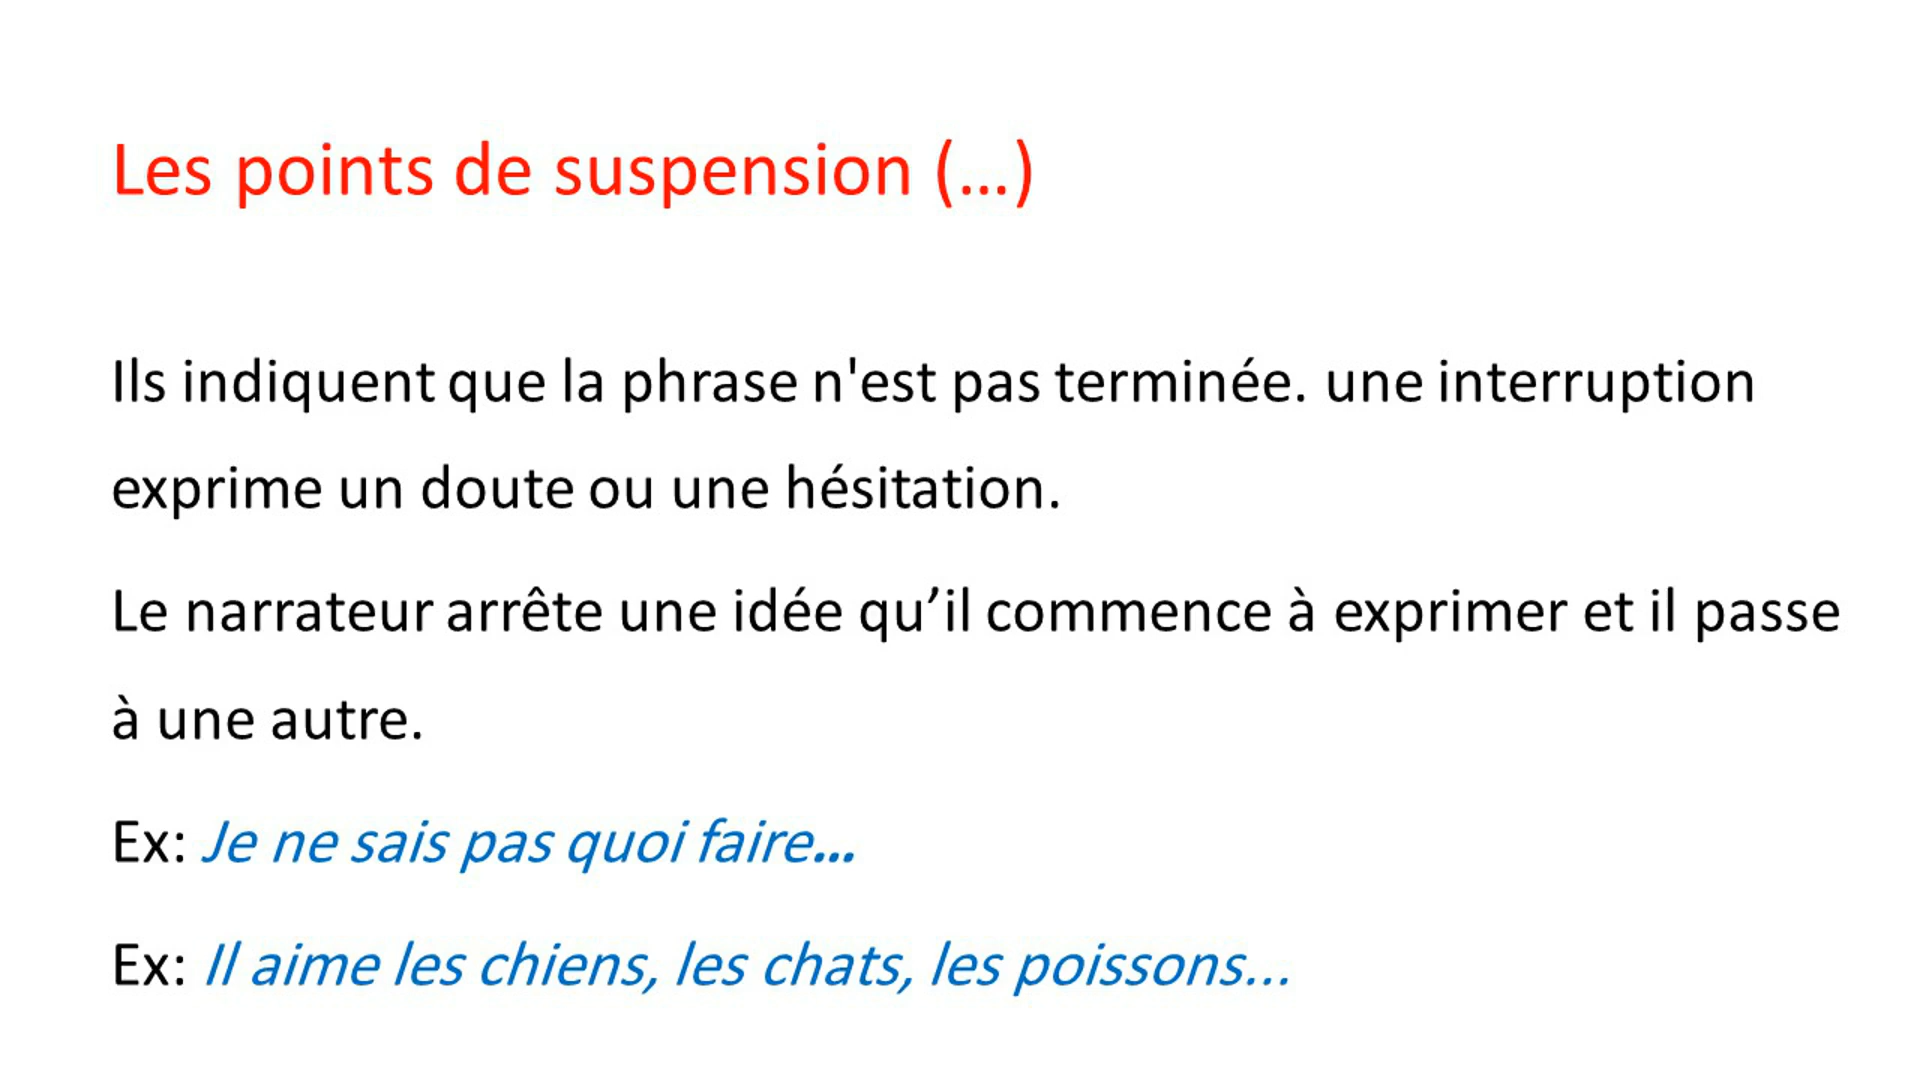 Les points de suspension (…)
Ils indiquent que la phrase n'est pas terminée. une interruption
exprime un doute ou une hésitation.
Le narrateur arrête une idée qu’il commence à exprimer et il passe
à une autre.
Ex: Je ne sais pas quoi faire…
Ex: Il aime les chiens, les chats, les poissons...